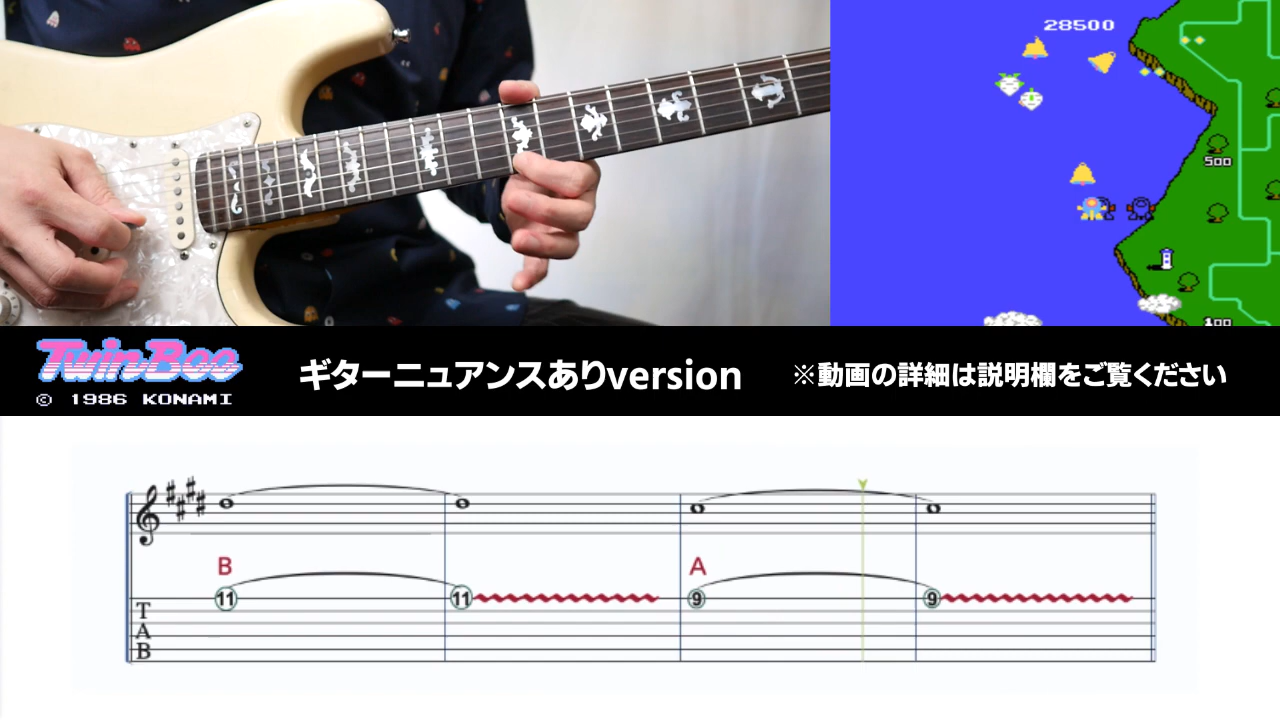 28500
500
100
TwinBee
© 1986 KONAMI
ギターニュアンスありversion
※動画の詳細は説明欄をご覧ください
B
A
11
11
9
9
T
A
B